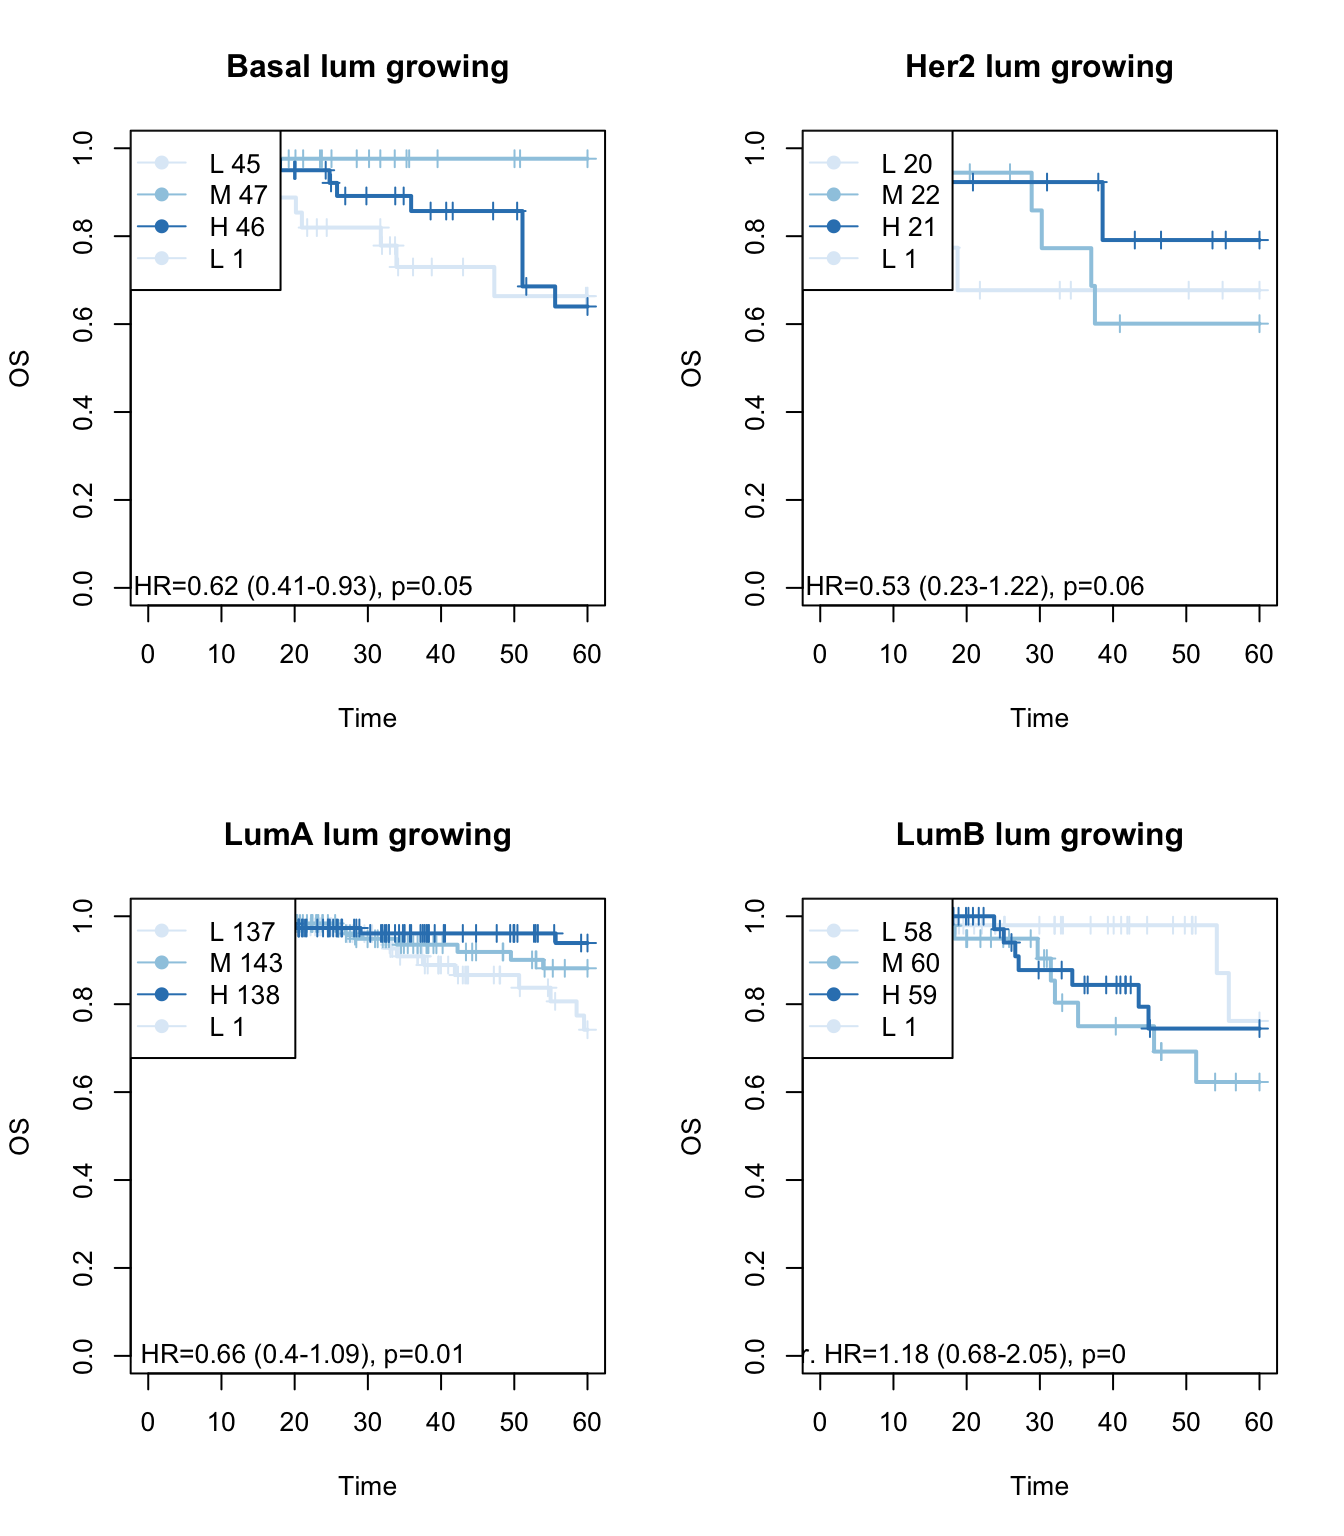 Basal lum growing
OS
1.0
0.8
0.6
0.4
0.2
0.0
L 45
M 47
H 46
L 1
HR=0.62 (0.41-0.93), p=0.05
0 10 20 30 40 50 60
Time
Her2 lum growing
OS
1.0
0.8
0.6
0.4
0.2
0.0
L 20
M 22
H 21
L 1
HR=0.53 (0.23-1.22), p=0.06
0 10 20 30 40 50 60
Time
LumA lum growing
OS
1.0
0.8
0.6
0.4
0.2
0.0
L 137
M 143
H 138
L 1
HR=0.66 (0.4-1.09), p=0.01
0 10 20 30 40 50 60
Time
LumB lum growing
OS
1.0
0.8
0.6
0.4
0.2
0.0
L 58
M 60
H 59
L 1
r. HR=1.18 (0.68-2.05), p=0
0 10 20 30 40 50 60
Time